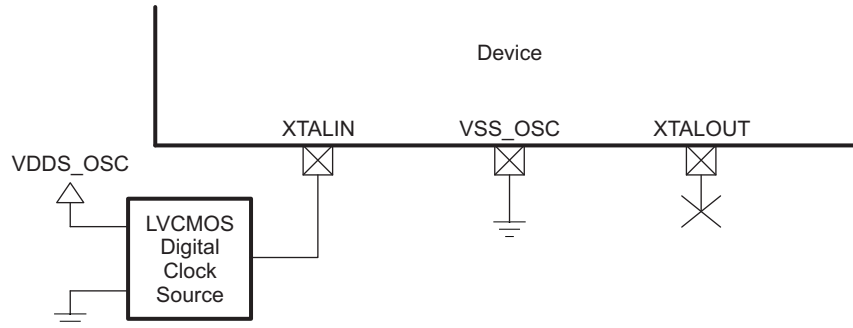 Device
XTALIN
VSS_OSC
XTALOUT
VDDS_OSC
LVCMOS
Digital
Clock
Source